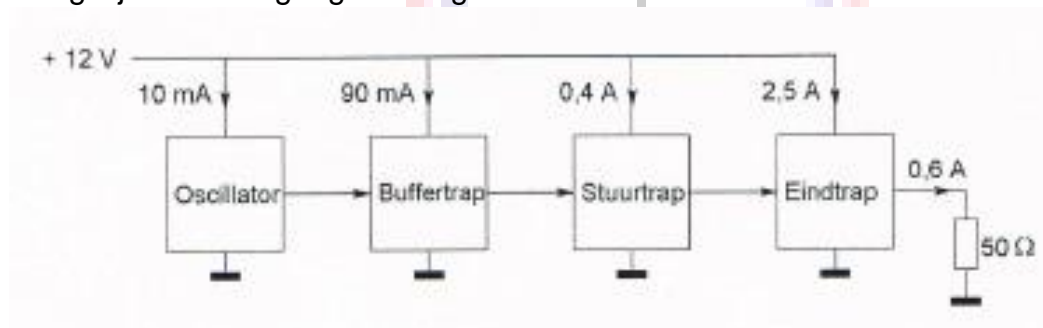 + 12 V
10 mA
90 mA
0,4 A
2,5 A
0,6 A
Oscillator
Buffertrap
Stuurtrap
Eindtrap
50 Ω